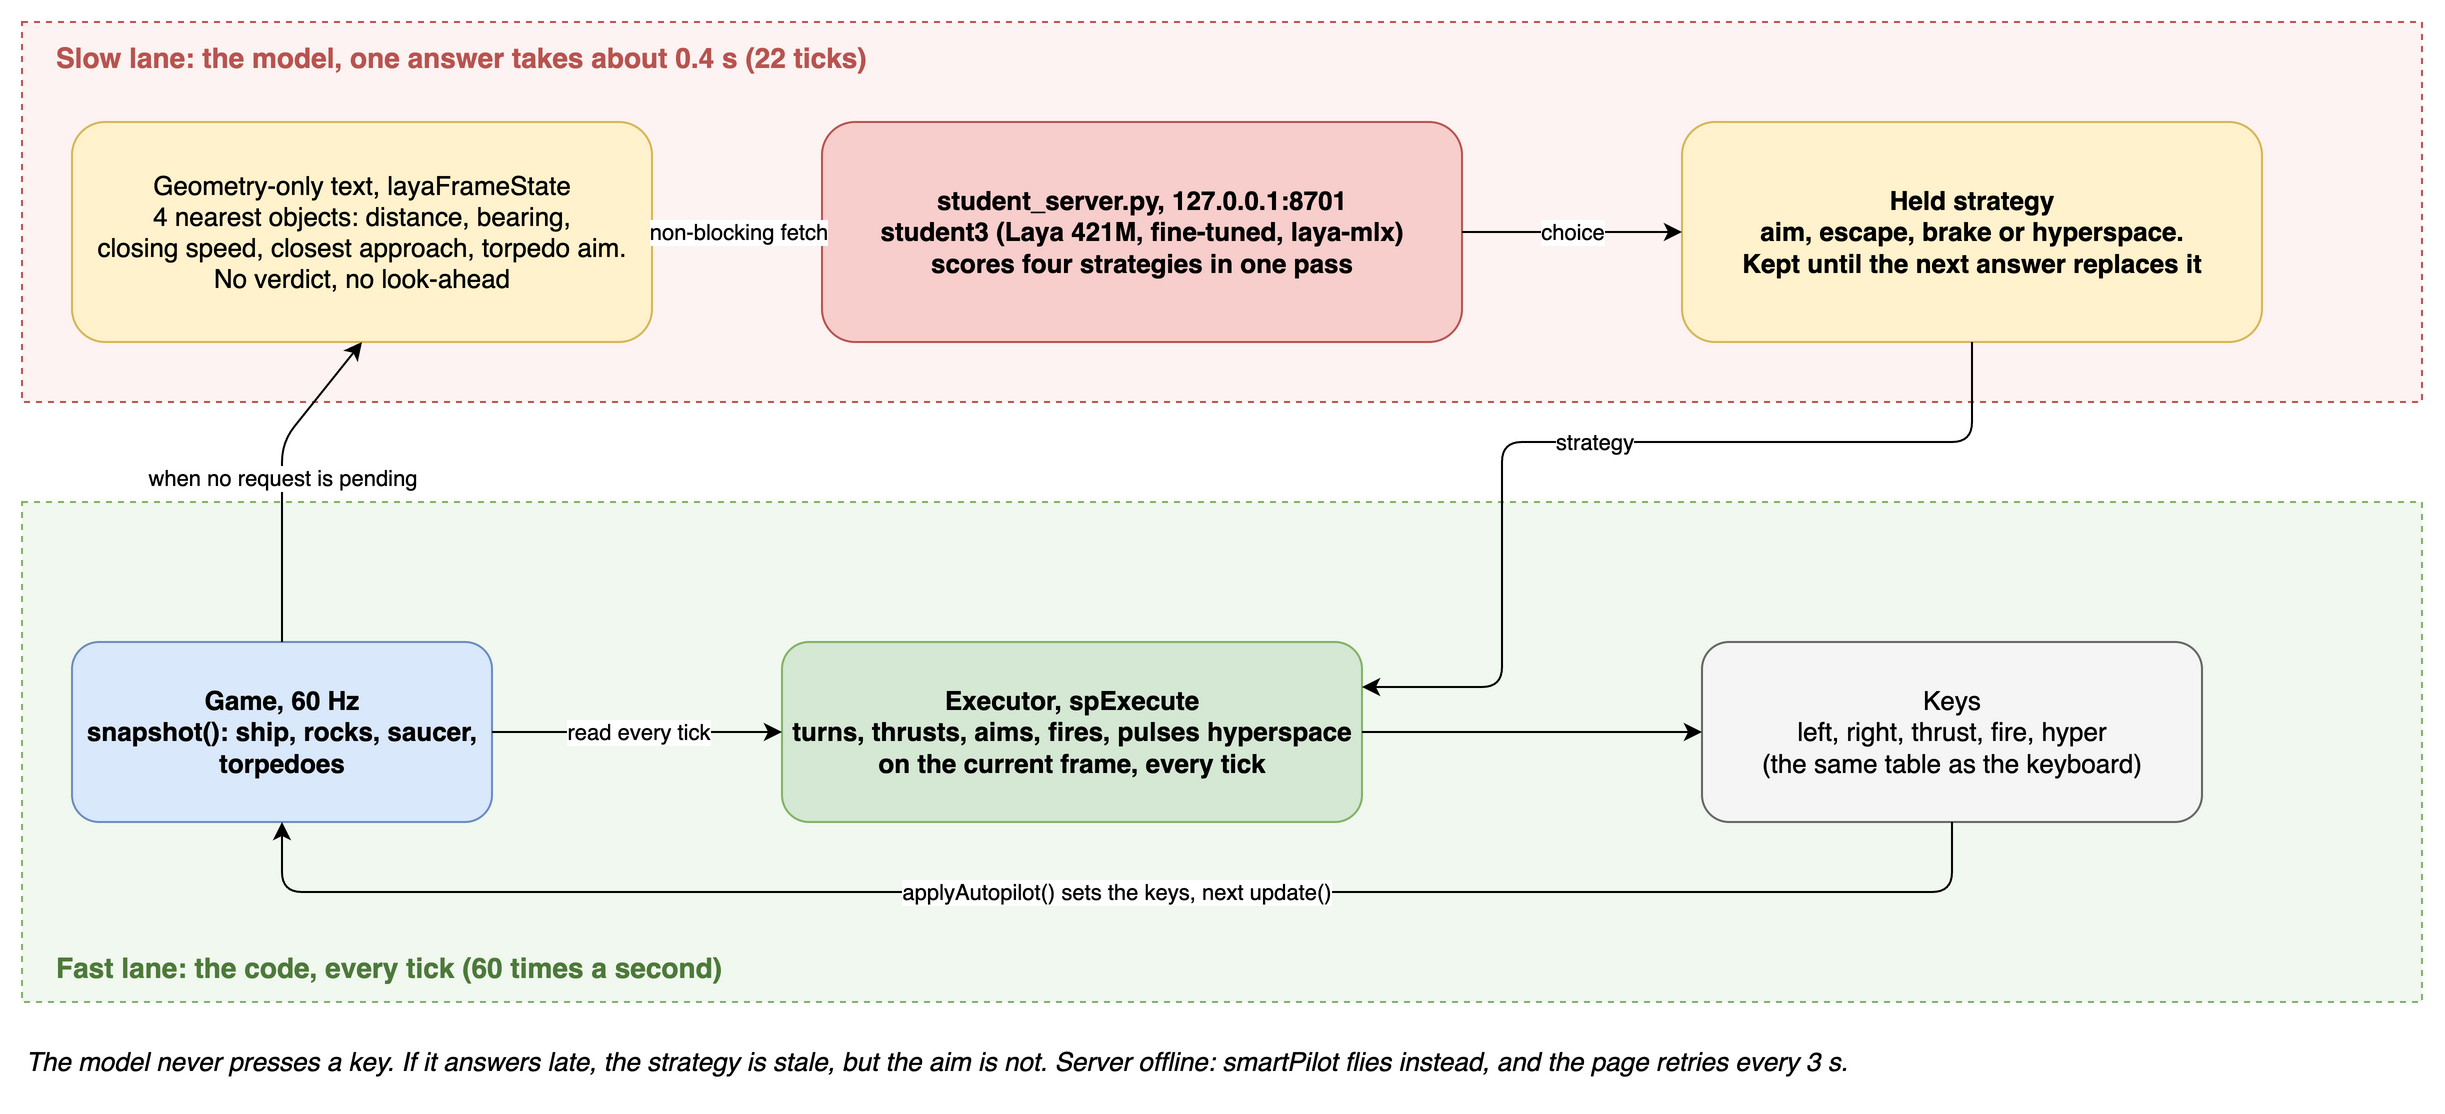 Slow lane: the model, one answer takes about 0.4 s (22 ticks)
Geometry-only text, layaFrameState
4 nearest objects: distance, bearing,
closing speed, closest approach, torpedo aim.
No verdict, no look-ahead
non-blocking fetch
student_server.py, 127.0.0.1:8701
student3 (Laya 421M, fine-tuned, laya-mlx)
scores four strategies in one pass
choice
Held strategy
aim, escape, brake or hyperspace.
Kept until the next answer replaces it
strategy
when no request is pending
Game, 60 Hz
snapshot(): ship, rocks, saucer,
torpedoes
read every tick
Executor, spExecute
turns, thrusts, aims, fires, pulses hyperspace
on the current frame, every tick
Keys
left, right, thrust, fire, hyper
(the same table as the keyboard)
applyAutopilot() sets the keys, next update()
Fast lane: the code, every tick (60 times a second)
The model never presses a key. If it answers late, the strategy is stale, but the aim is not. Server offline: smartPilot flies instead, and the page retries every 3 s.